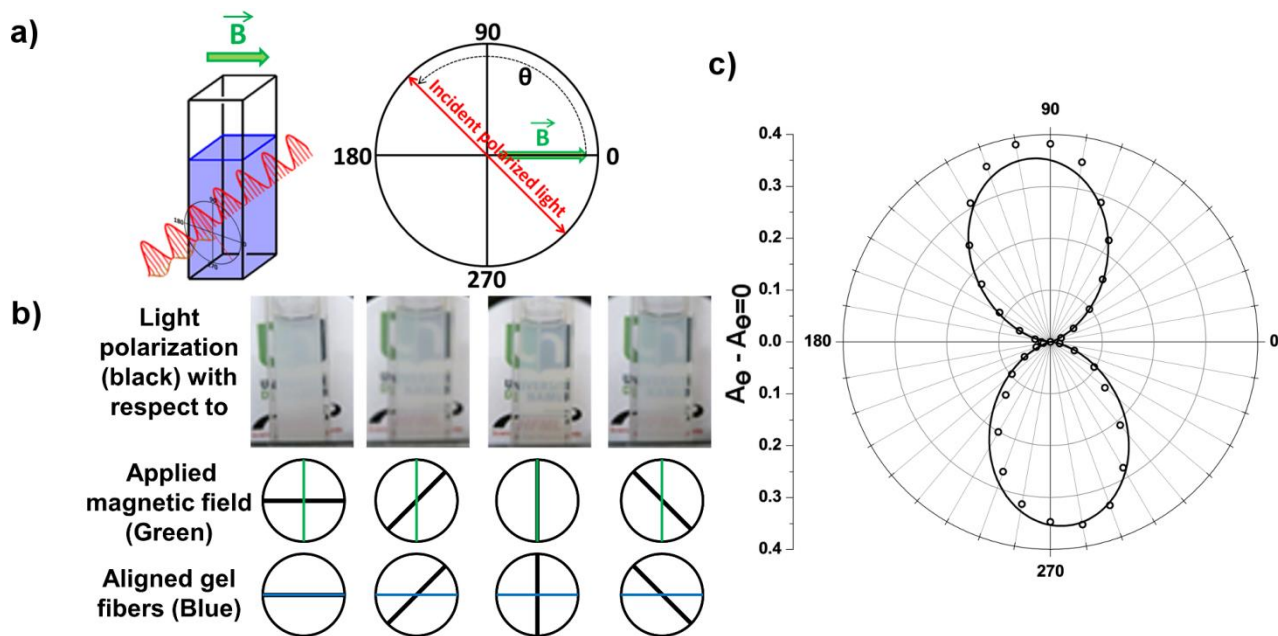 a)
B
90
θ
Incident polarized light
B
180
0
270
b)
Light
polarization
(black) with
respect to
Applied
magnetic field
(Green)
Aligned gel
fibers (Blue)
c)
90
0.4
0.3
0.2
0.1
0.0
0.1
0.2
0.3
0.4
Aθ - Aθ=0
180
0
270